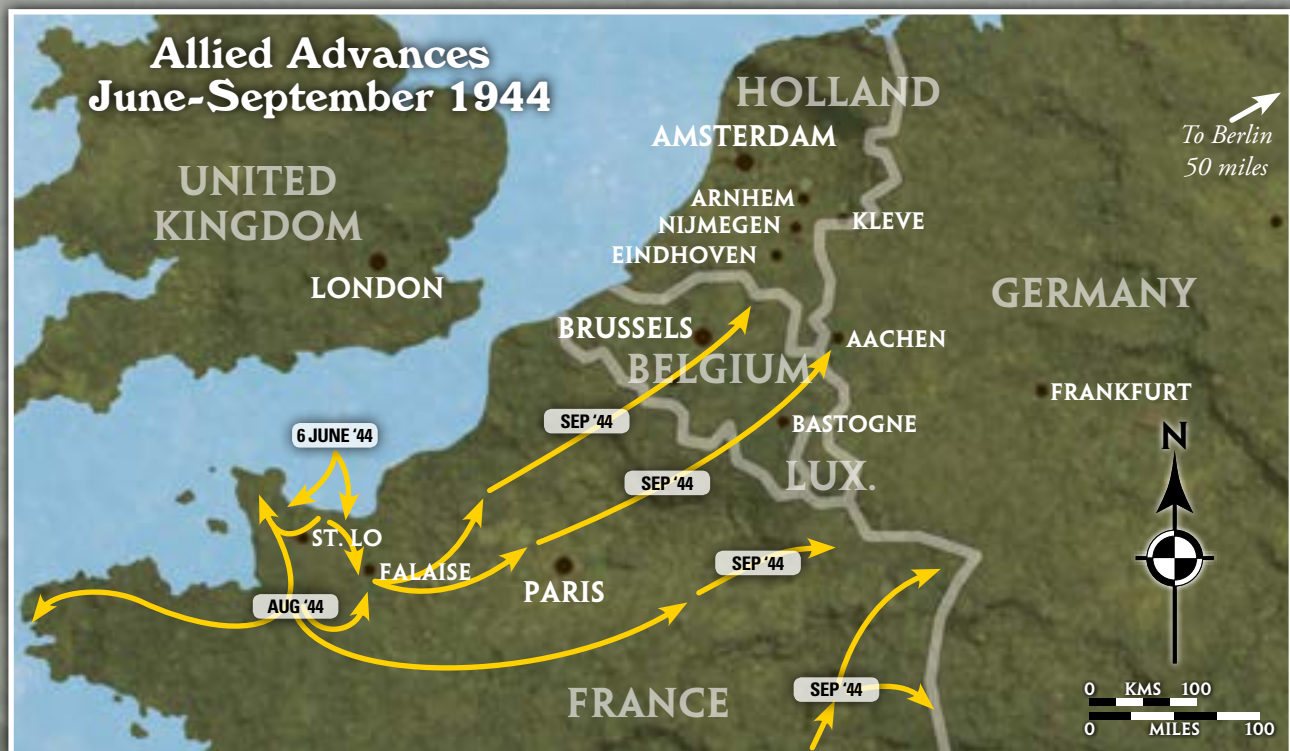 Allied Advances
June-September 1944
HOLLAND
AMSTERDAM
To Berlin
50 miles
UNITED
KINGDOM
ARNHEM
NIJMEGEN
KLEVE
EINDHOVEN
LONDON
GERMANY
BRUSSELS
AACHEN
BELGIUM
FRANKFURT
SEP '44
BASTOGNE
6 JUNE '44
N
LUX.
SEP '44
ST. LO
SEP '44
FALAISE
PARIS
AUG '44
SEP '44
FRANCE
0 KMS 100
0 MILES 100